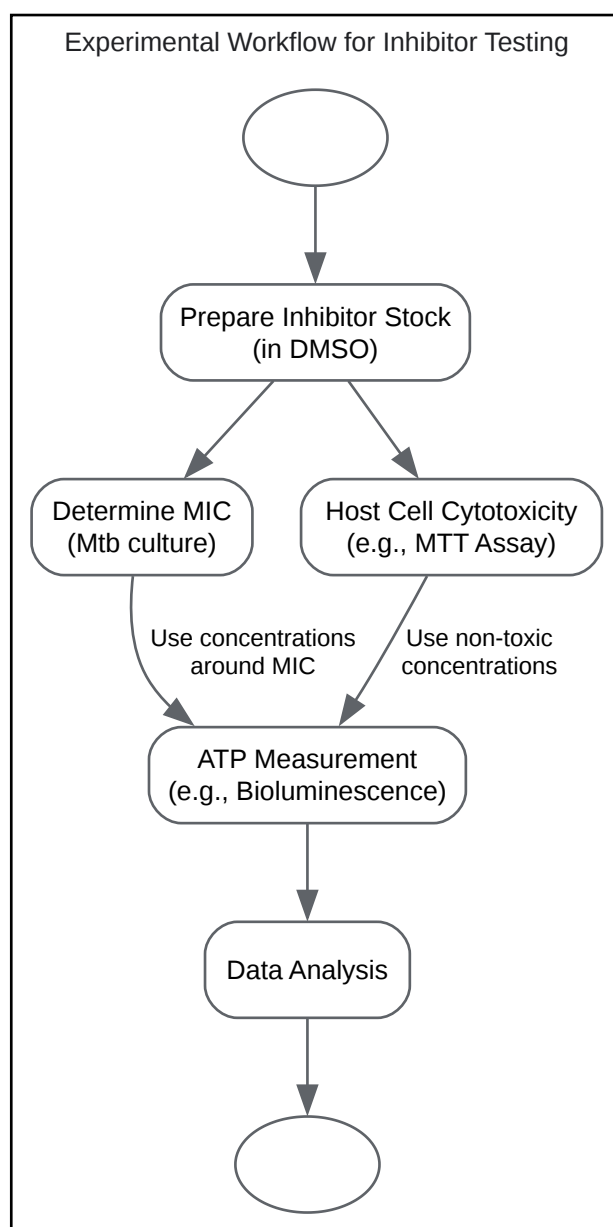 Experimental Workflow for Inhibitor Testing
Prepare Inhibitor Stock
(in DMSO)
Determine MIC
(Mtb culture)
Host Cell Cytotoxicity
(e.g., MTT Assay)
Use concentrations
around MIC
Use non-toxic
concentrations
ATP Measurement
(e.g., Bioluminescence)
Data Analysis